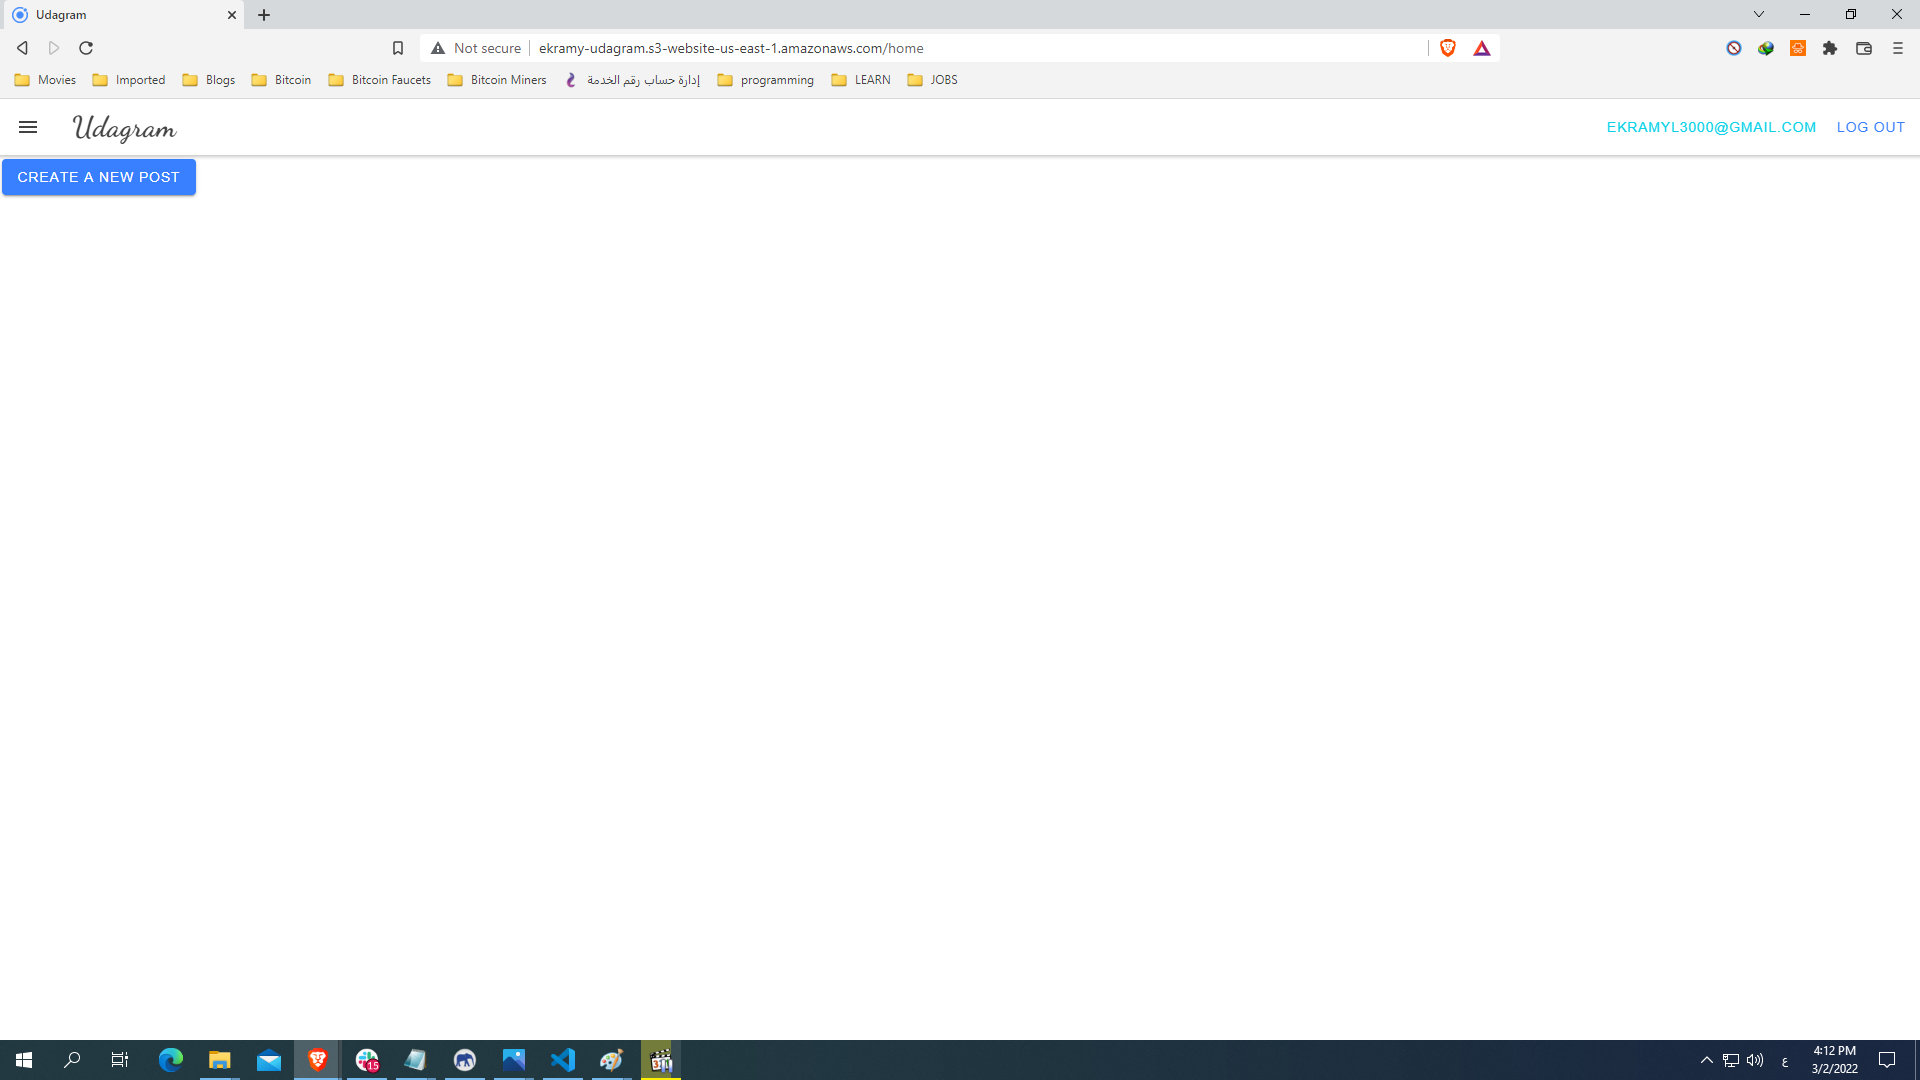 Udagram
Not secure
ekramy-udagram.s3-website-us-east-1.amazonaws.com/home
Movies
Imported
Blogs
Bitcoin
Bitcoin Faucets
Bitcoin Miners
إدارة حساب رقم الخدمة
programming
LEARN
JOBS
Udagram
EKRAMYL3000@GMAIL.COM
LOG OUT
CREATE A NEW POST
15
ع
4:12 PM
3/2/2022